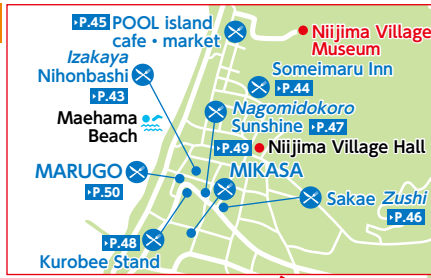 ▸P.45 POOL island
cafe • market
Niijima Village
Museum
Izakaya
Nihonbashi
▸P.43
Someimaru Inn
▸P.44
Maehama
Beach
Nagomidokoro
Sunshine ▸P.47
▸P.49 Niijima Village Hall
MARUGO
▸P.50
MIKASA
Sakae Zushi
▸P.46
▸P.48
Kurobee Stand